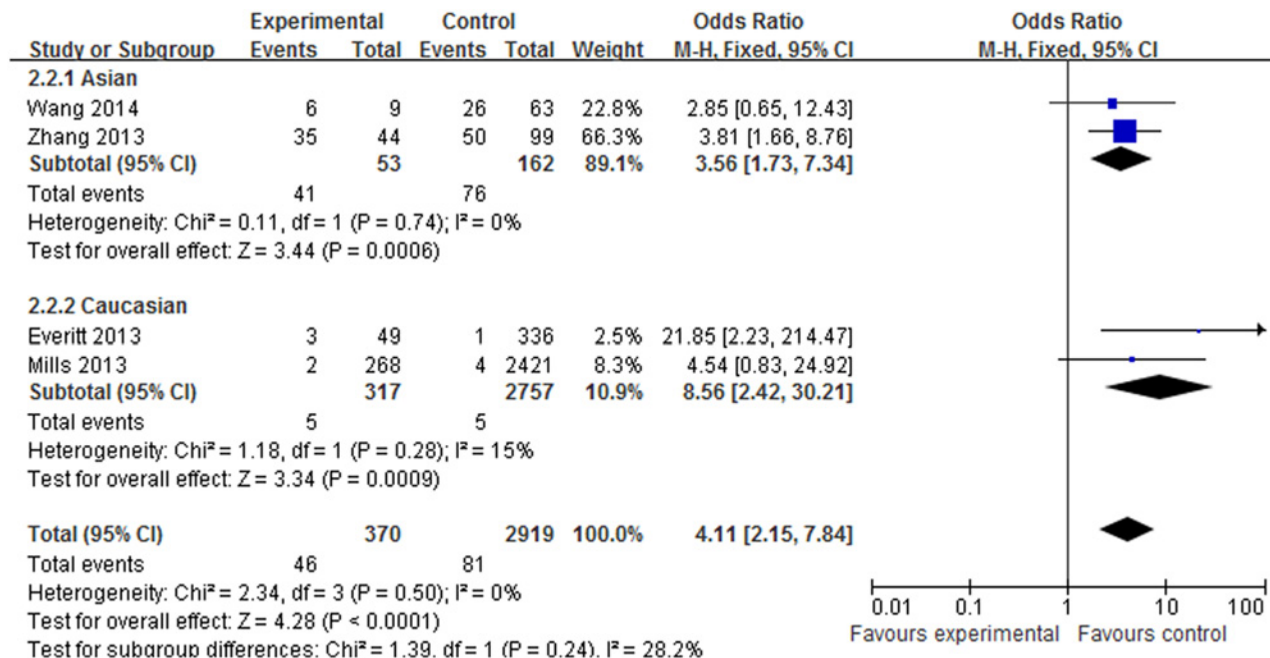 Experimental Control Odds Ratio Odds Ratio
Study or Subgroup Events Total Events Total Weight M-H, Fixed, 95% CI M-H, Fixed, 95% CI
2.2.1 Asian
Wang 2014 6 9 26 63 22.8% 2.85 [0.65, 12.43]
Zhang 2013 35 44 50 99 66.3% 3.81 [1.66, 8.76]
Subtotal (95% CI) 53 162 89.1% 3.56 [1.73, 7.34]
Total events 41 76
Heterogeneity: Chi² = 0.11, df = 1 (P = 0.74); I² = 0%
Test for overall effect: Z = 3.44 (P = 0.0006)
2.2.2 Caucasian
Everitt 2013 3 49 1 336 2.5% 21.85 [2.23, 214.47]
Mills 2013 2 268 4 2421 8.3% 4.54 [0.83, 24.92]
Subtotal (95% CI) 317 2757 10.9% 8.56 [2.42, 30.21]
Total events 5 5
Heterogeneity: Chi² = 1.18, df = 1 (P = 0.28); I² = 15%
Test for overall effect: Z = 3.34 (P = 0.0009)
Total (95% CI) 370 2919 100.0% 4.11 [2.15, 7.84]
Total events 46 81
Heterogeneity: Chi² = 2.34, df = 3 (P = 0.50); I² = 0%
Test for overall effect: Z = 4.28 (P < 0.0001)
Test for subgroup differences: Chi² = 1.39, df = 1 (P = 0.24), I² = 28.2%
0.01 0.1 1 10 100
Favours experimental Favours control